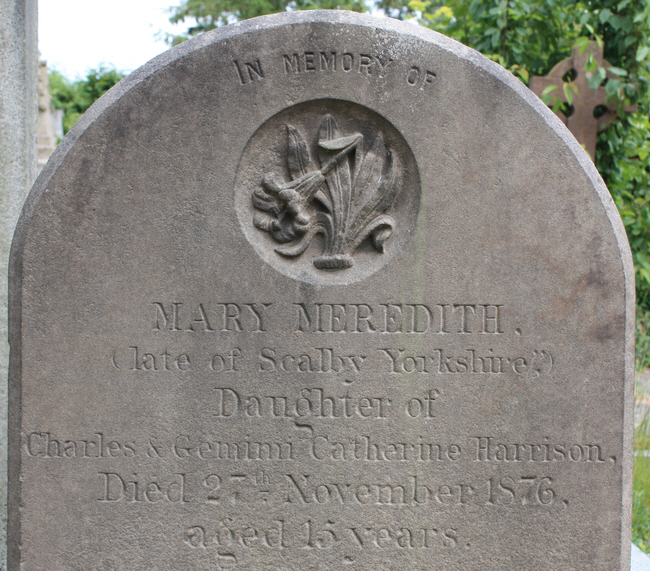 IN MEMORY OF
MARY MEREDITH,
(late of Scalby Yorkshire,)
Daughter of
Charles & Gemimi Catherine Harrison,
Died 27th November 1876,
aged 15 years.